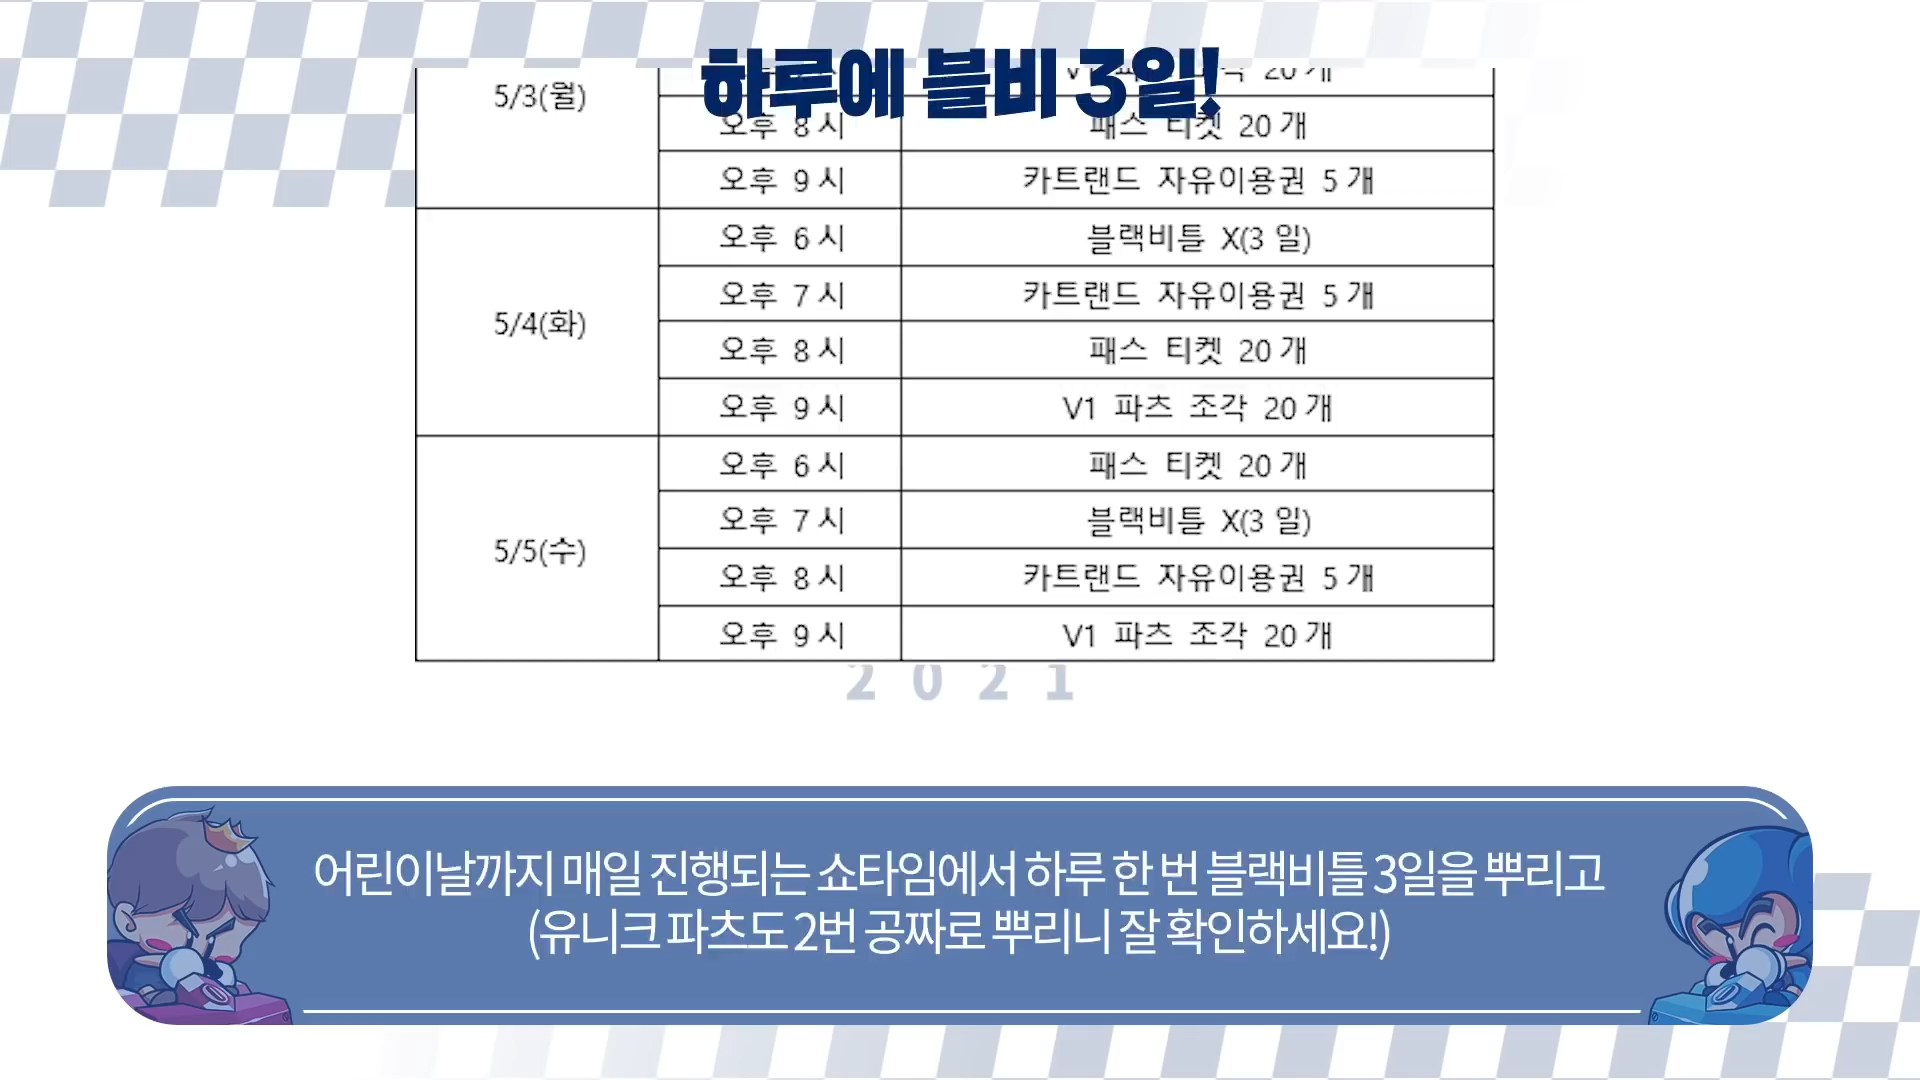 하루에 블비 3일!
5/3(월)
V1 파츠 조각 20개
오후 8시 패스 티켓 20개
오후 9시 카트랜드 자유이용권 5개
5/4(화)
오후 6시 블랙비틀 X(3일)
오후 7시 카트랜드 자유이용권 5개
오후 8시 패스 티켓 20개
오후 9시 V1 파츠 조각 20개
5/5(수)
오후 6시 패스 티켓 20개
오후 7시 블랙비틀 X(3일)
오후 8시 카트랜드 자유이용권 5개
오후 9시 V1 파츠 조각 20개
2021
어린이날까지 매일 진행되는 쇼타임에서 하루 한 번 블랙비틀 3일을 뿌리고
(유니크 파츠도 2번 공짜로 뿌리니 잘 확인하세요!)